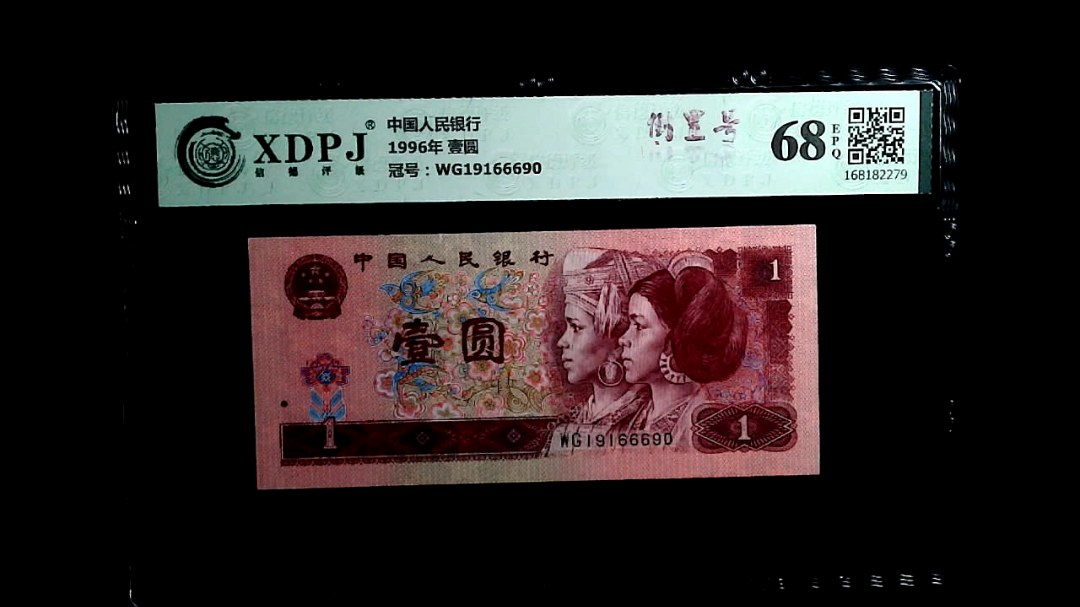 XDPJ®
信德评级
中国人民银行
1996年 壹圆
冠号：WG19166690
倒置号
68
EPQ
168182279
中国人民银行
1
壹圆
1
WG19166690
1